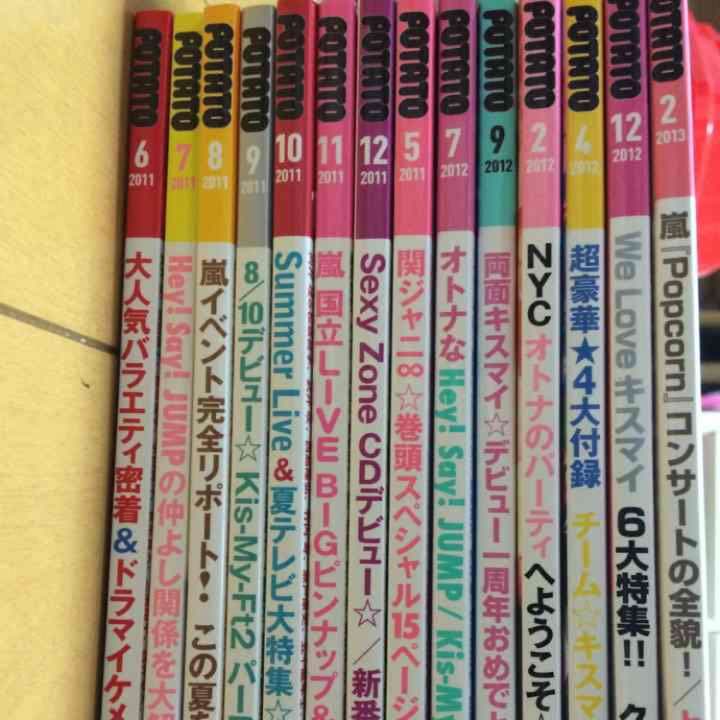 POTATO
6
2011
大人気バラエティ密着&ドラマイケメ
POTATO
7
2011
Hey! Say! JUMPの仲よし関係を大
POTATO
8
2011
嵐イベント完全リポート! この夏を
POTATO
9
2011
8/10デビュー☆ Kis-My-Ft2 パー
POTATO
10
2011
Summer Live&夏テレビ大特集☆
POTATO
11
2011
嵐 国立LIVE BIGピンナップ&
POTATO
12
2011
Sexy Zone CDデビュー☆/新番
POTATO
5
2011
関ジャニ∞☆巻頭スペシャル15ページ
POTATO
7
2012
オトナな Hey! Say! JUMP/Kis-My
POTATO
9
2012
両面キスマイ☆デビュー一周年おめでと
POTATO
2
2012
NYC オトナのパーティへようこそ
POTATO
4
2012
超豪華★4大付録 チーム☆キスマ
POTATO
12
2012
We Love キスマイ 6大特集!! ク
POTATO
2
2013
嵐『Popcorn』コンサートの全貌!/